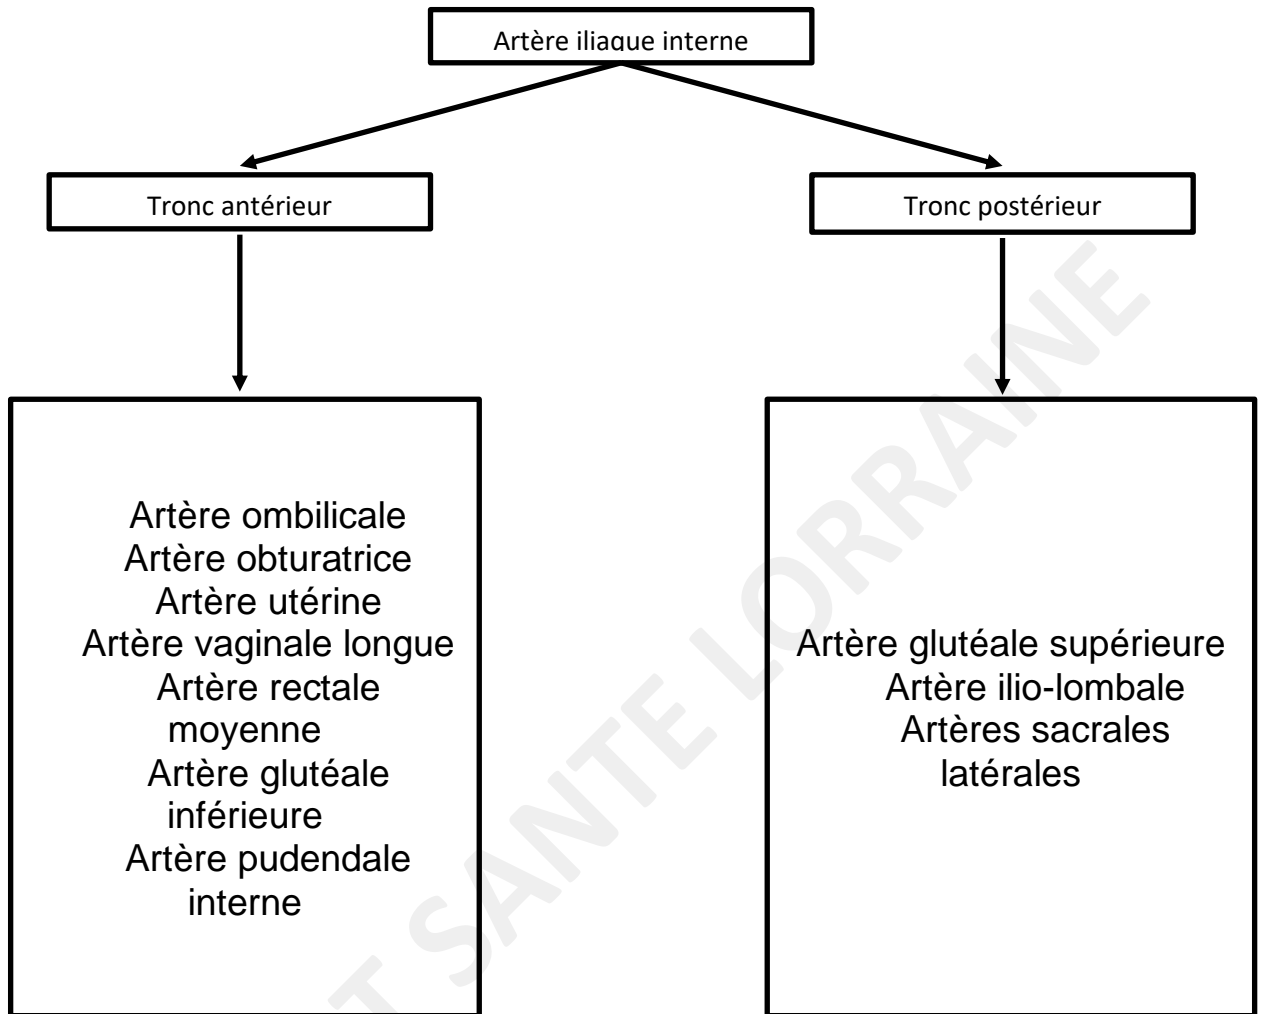 Artère iliaque interne
Tronc antérieur
Tronc postérieur
Artère ombilicale
Artère obturatrice
Artère utérine
Artère vaginale longue
Artère rectale
moyenne
Artère glutéale
inférieure
Artère pudendale
interne
Artère glutéale supérieure
Artère ilio-lombale
Artères sacrales
latérales
T SANTE LORRAINE